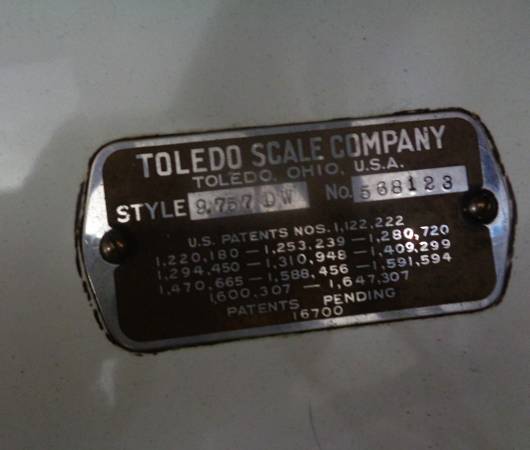 TOLEDO SCALE COMPANY
TOLEDO, OHIO, U.S.A.
STYLE 9.757 DW No. 568123
U.S. PATENTS NOS. 1,122,222
1,220,180 — 1,253,239 — 1,280,720
1,294,450 — 1,310,948 — 1,409,299
1,470,665 — 1,588,456 — 1,591,594
1,600,307 — 1,647,307
PATENTS PENDING
16700